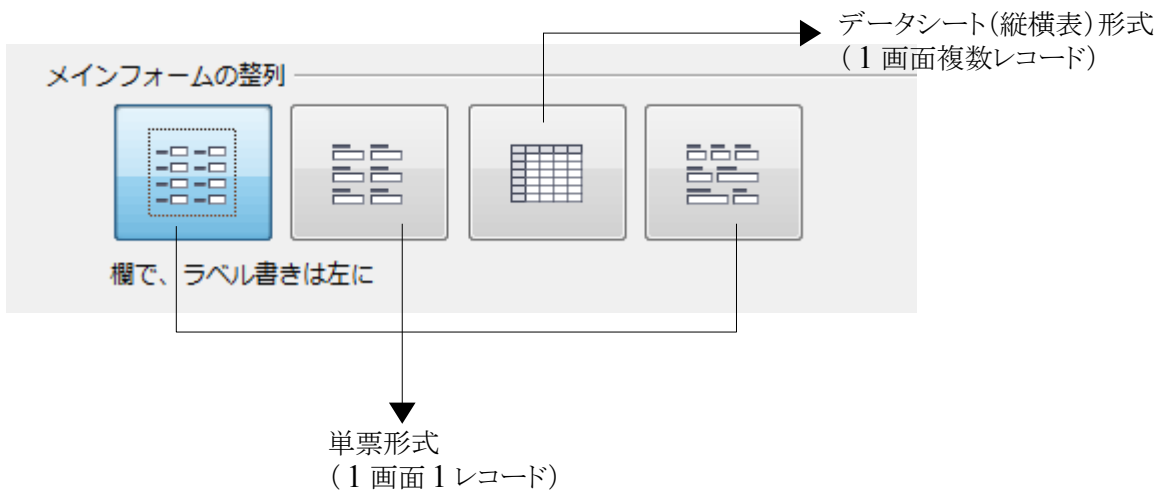 データシート(縦横表)形式
(1画面複数レコード)
メインフォームの整列
欄で、ラベル書きは左に
単票形式
(1画面1レコード)